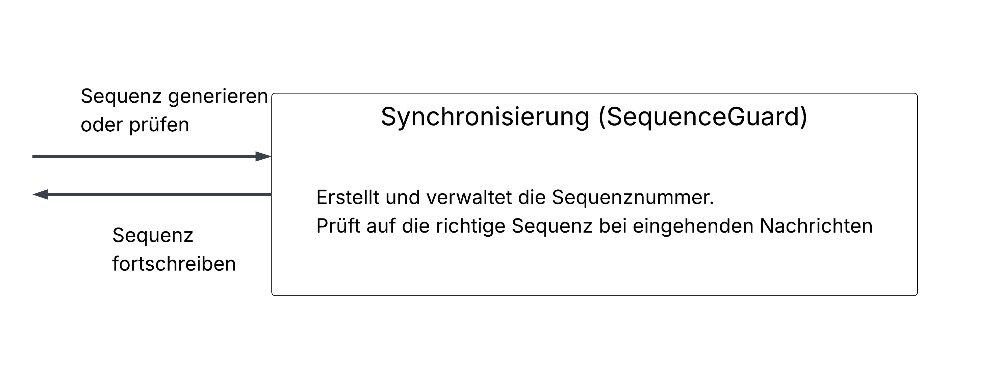 Sequenz generieren
oder prüfen
Synchronisierung (SequenceGuard)
Erstellt und verwaltet die Sequenznummer.
Prüft auf die richtige Sequenz bei eingehenden Nachrichten
Sequenz
fortschreiben